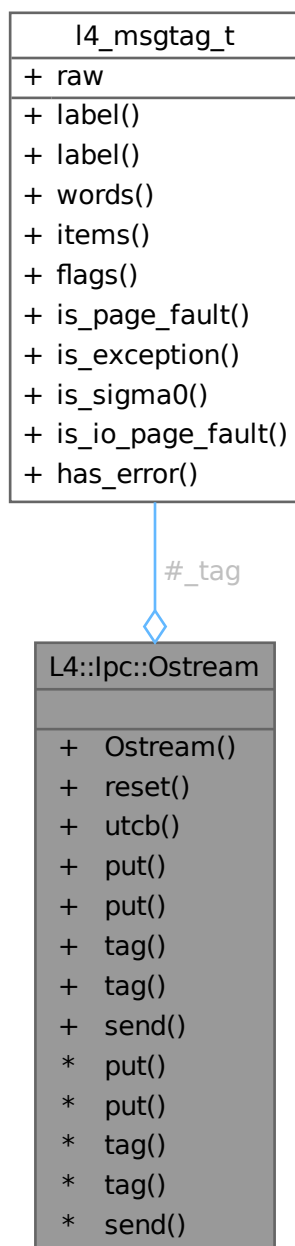 l4_msgtag_t
+ raw
+ label()
+ label()
+ words()
+ items()
+ flags()
+ is_page_fault()
+ is_exception()
+ is_sigma0()
+ is_io_page_fault()
+ has_error()
#_tag
L4::Ipc::Ostream
+ Ostream()
+ reset()
+ utcb()
+ put()
+ put()
+ tag()
+ tag()
+ send()
* put()
* put()
* tag()
* tag()
* send()